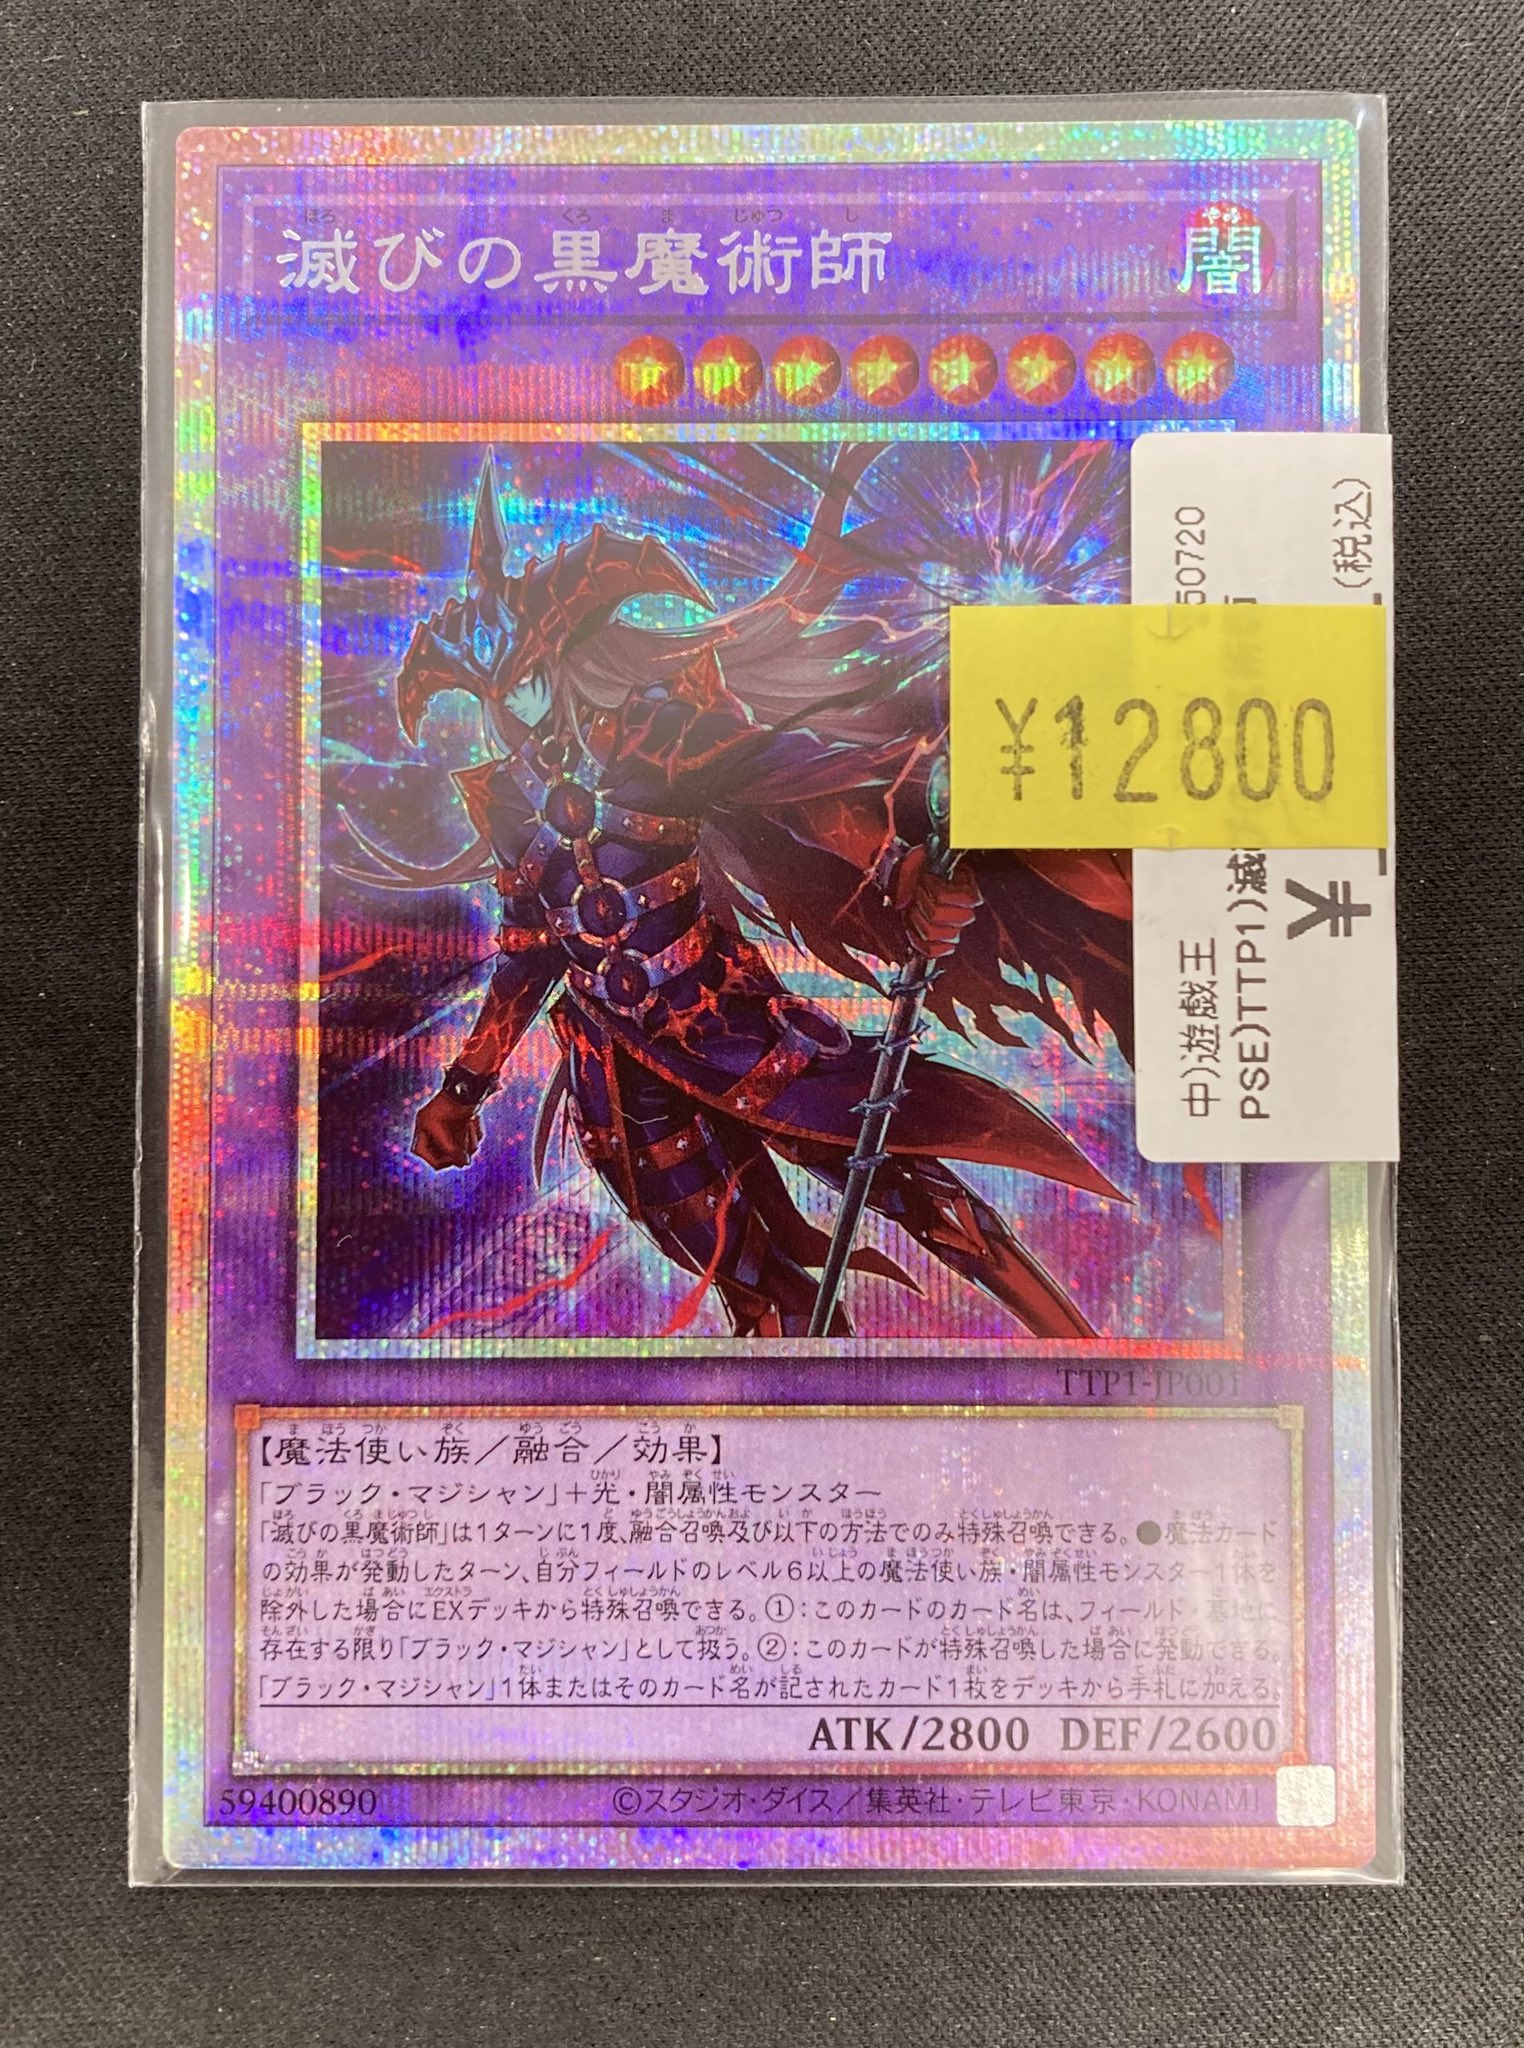 滅びの黒魔術師
闇
TTP1-JP001
【魔法使い族／融合／効果】
「ブラック・マジシャン」＋光・闇属性モンスター
「滅びの黒魔術師」は１ターンに１度、融合召喚及び以下の方法でのみ特殊召喚できる。●魔法カード
の効果が発動したターン、自分フィールドのレベル６以上の魔法使い族・闇属性モンスター１体を
除外した場合にEXデッキから特殊召喚できる。①：このカードのカード名は、フィールド・墓地に
存在する限り「ブラック・マジシャン」として扱う。②：このカードが特殊召喚した場合に発動できる。
「ブラック・マジシャン」１体またはそのカード名が記されたカード１枚をデッキから手札に加える。
ATK/2800 DEF/2600
59400890
©スタジオ・ダイス／集英社・テレビ東京・KONAMI
¥12800
中)遊戯王
50720
PSE)TTP1)滅
¥
(税込)